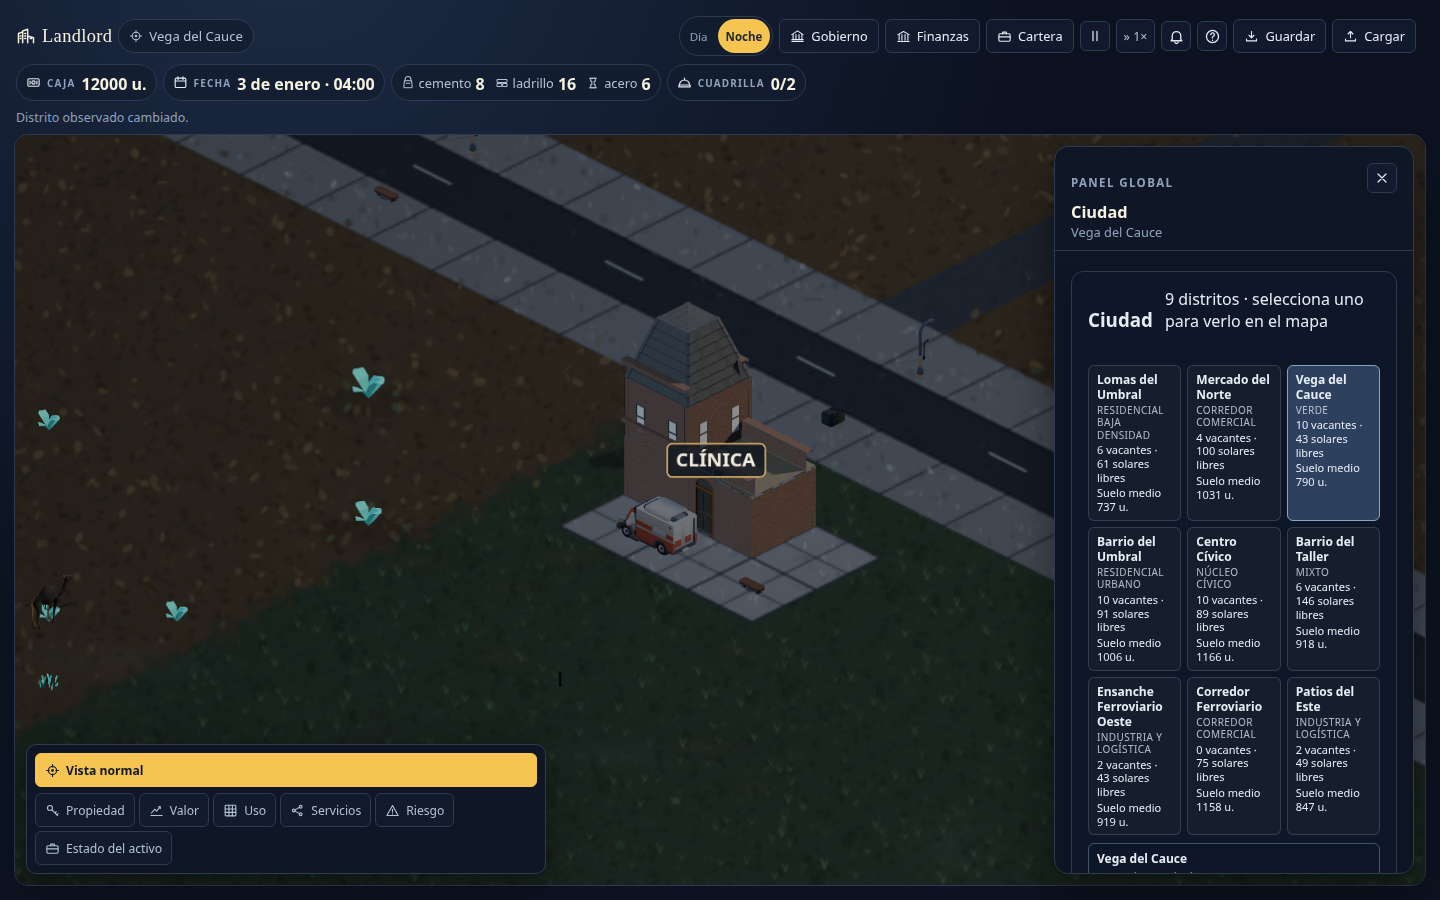 Landlord
Vega del Cauce
Día
Noche
Gobierno
Finanzas
Cartera
» 1×
Guardar
Cargar
CAJA 12000 u.
FECHA 3 de enero · 04:00
cemento 8
ladrillo 16
acero 6
CUADRILLA 0/2
Distrito observado cambiado.
CLÍNICA
PANEL GLOBAL
Ciudad
Vega del Cauce
Ciudad
9 distritos · selecciona uno
para verlo en el mapa
Lomas del
Umbral
RESIDENCIAL
BAJA
DENSIDAD
6 vacantes ·
61 solares
libres
Suelo medio
737 u.
Mercado del
Norte
CORREDOR
COMERCIAL
4 vacantes ·
100 solares
libres
Suelo medio
1031 u.
Vega del
Cauce
VERDE
10 vacantes ·
43 solares
libres
Suelo medio
790 u.
Barrio del
Umbral
RESIDENCIAL
URBANO
10 vacantes ·
91 solares
libres
Suelo medio
1006 u.
Centro
Cívico
NÚCLEO
CÍVICO
10 vacantes ·
89 solares
libres
Suelo medio
1166 u.
Barrio del
Taller
MIXTO
6 vacantes ·
146 solares
libres
Suelo medio
918 u.
Ensanche
Ferroviario
Oeste
INDUSTRIA Y
LOGÍSTICA
2 vacantes ·
43 solares
libres
Suelo medio
919 u.
Corredor
Ferroviario
CORREDOR
COMERCIAL
0 vacantes ·
75 solares
libres
Suelo medio
1158 u.
Patios del
Este
INDUSTRIA Y
LOGÍSTICA
2 vacantes ·
49 solares
libres
Suelo medio
847 u.
Vega del Cauce
Vista normal
Propiedad
Valor
Uso
Servicios
Riesgo
Estado del activo